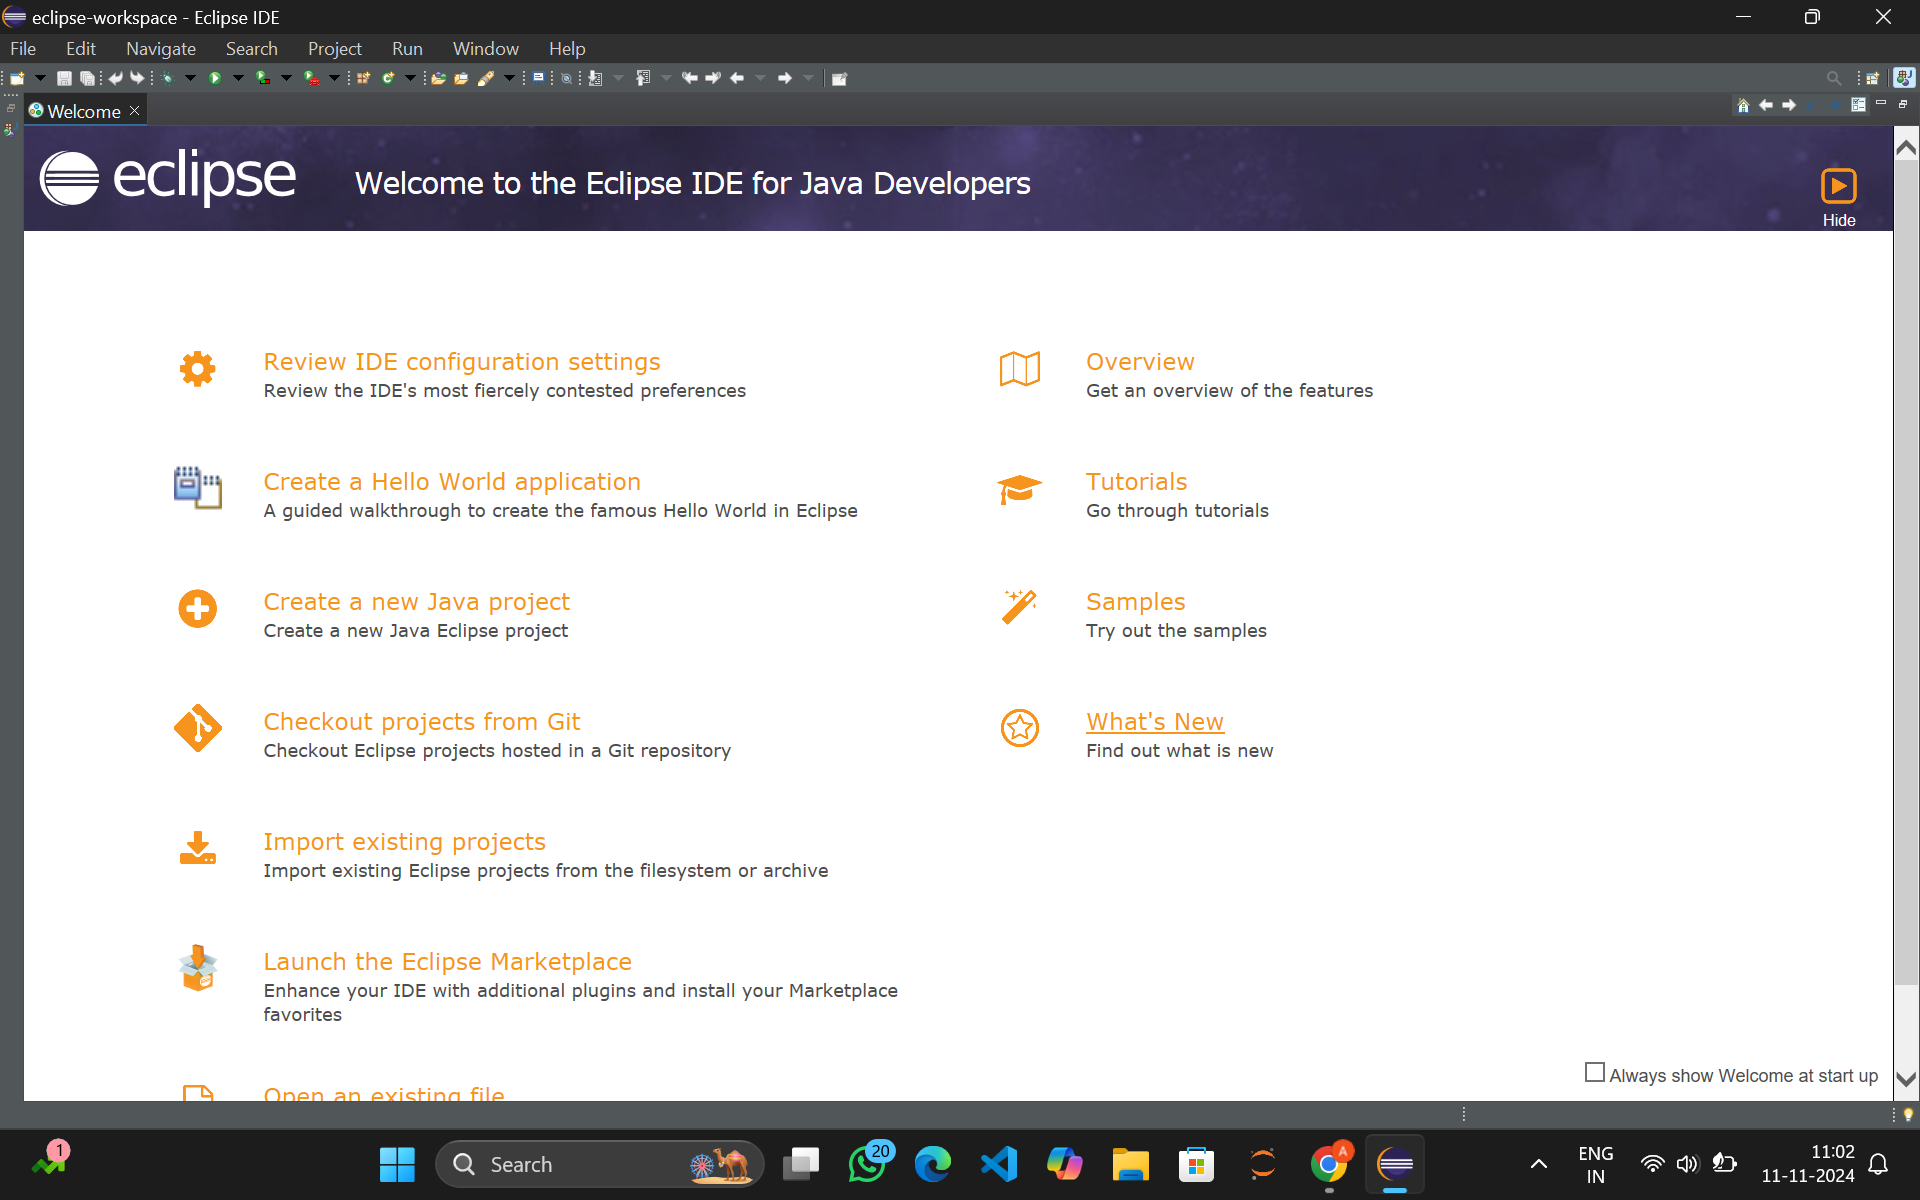 eclipse-workspace - Eclipse IDE
File Edit Navigate Search Project Run Window Help
Welcome
eclipse Welcome to the Eclipse IDE for Java Developers
Hide
Review IDE configuration settings
Review the IDE's most fiercely contested preferences
Overview
Get an overview of the features
Create a Hello World application
A guided walkthrough to create the famous Hello World in Eclipse
Tutorials
Go through tutorials
Create a new Java project
Create a new Java Eclipse project
Samples
Try out the samples
Checkout projects from Git
Checkout Eclipse projects hosted in a Git repository
What's New
Find out what is new
Import existing projects
Import existing Eclipse projects from the filesystem or archive
Launch the Eclipse Marketplace
Enhance your IDE with additional plugins and install your Marketplace
favorites
Open an existing file
Always show Welcome at start up
1
Search
20
A
ENG
IN
11:02
11-11-2024